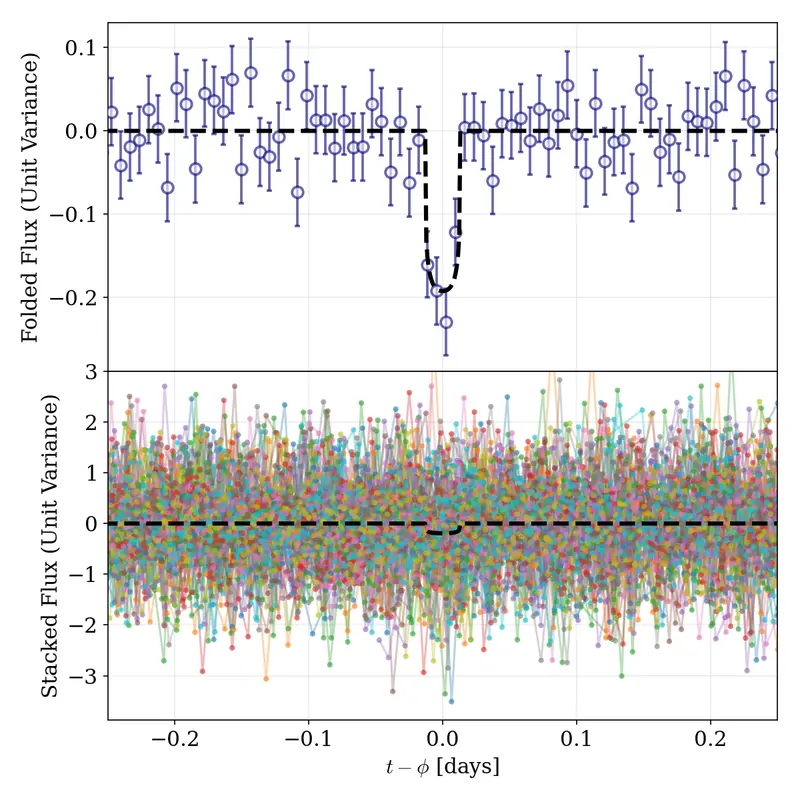 Folded Flux (Unit Variance)
0.1
0.0
−0.1
−0.2
Stacked Flux (Unit Variance)
3
2
1
0
−1
−2
−3
−0.2 −0.1 0.0 0.1 0.2
t − ϕ [days]